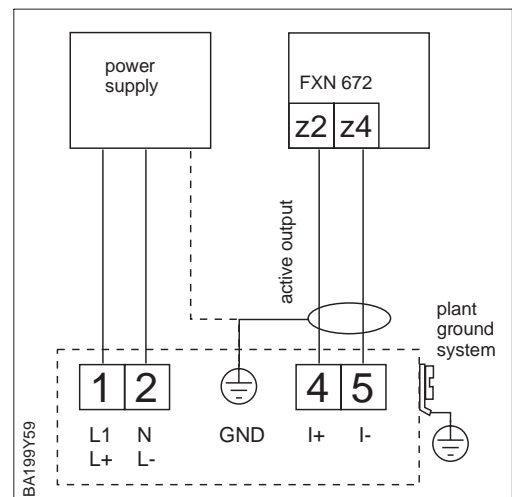 power
supply
FXN 672
z2 z4
active output
plant
ground
system
1 2 4 5
L1 N GND I+ I-
L+ L-
BA199Y59